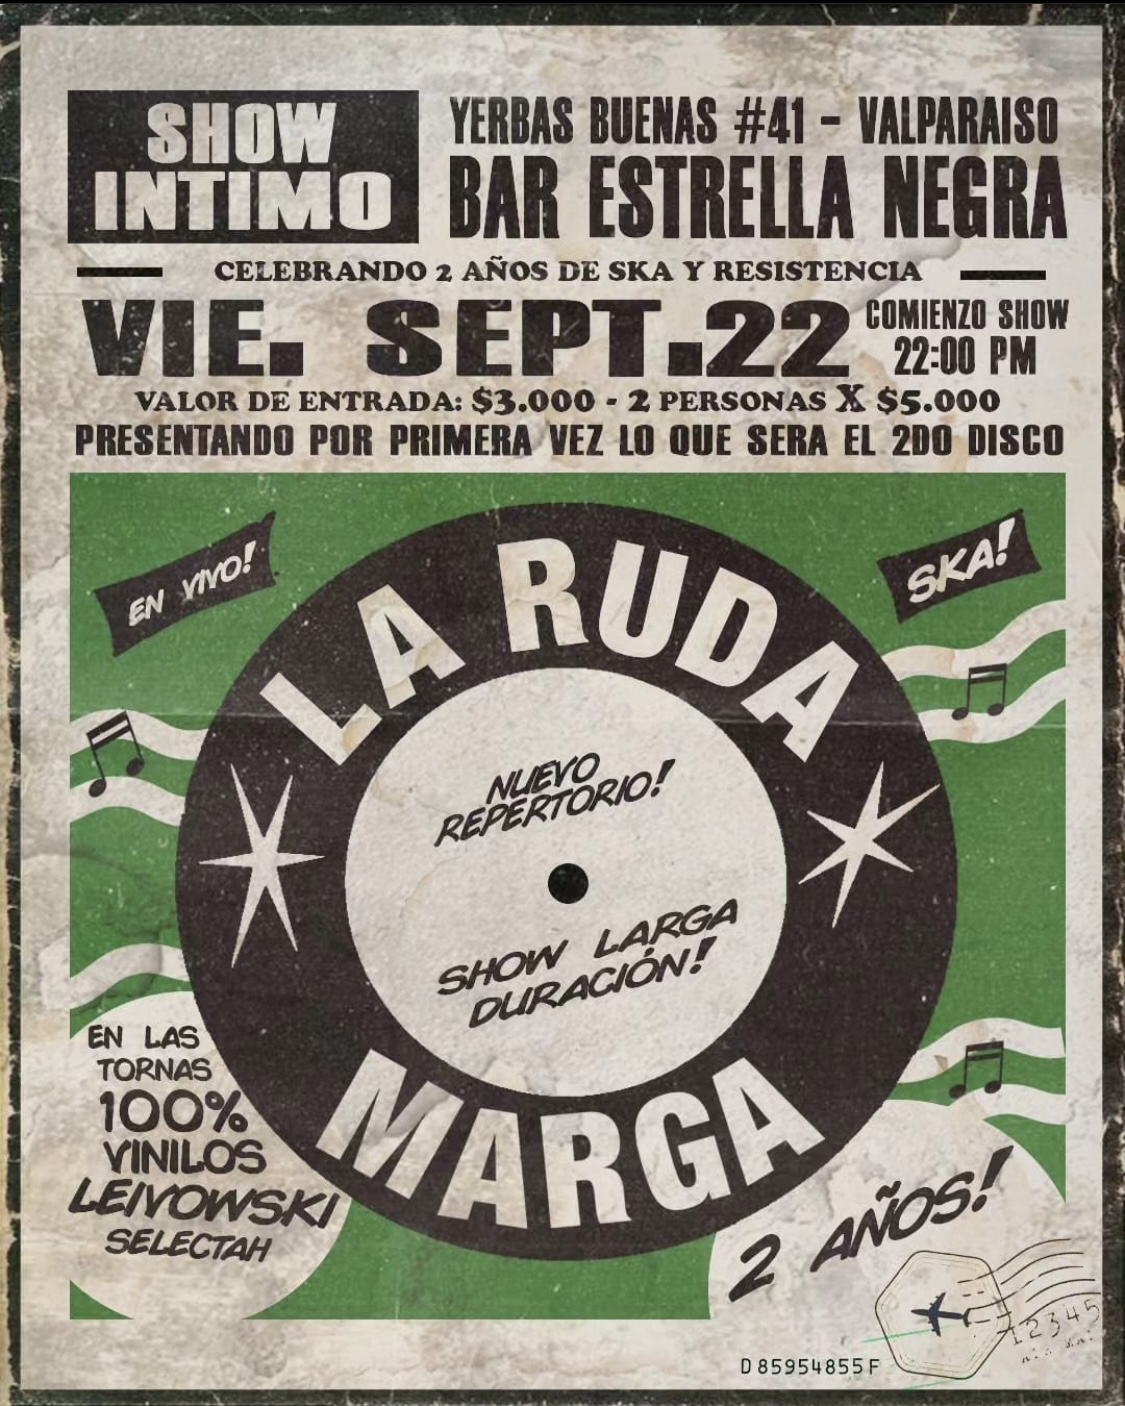 SHOW
INTIMO
YERBAS BUENAS #41 - VALPARAISO
BAR ESTRELLA NEGRA
CELEBRANDO 2 AÑOS DE SKA Y RESISTENCIA
VIE. SEPT.22
COMIENZO SHOW
22:00 PM
VALOR DE ENTRADA: $3.000 - 2 PERSONAS X $5.000
PRESENTANDO POR PRIMERA VEZ LO QUE SERA EL 2DO DISCO
EN VIVO!
SKA!
LA RUDA
NUEVO
REPERTORIO!
SHOW LARGA
DURACIÓN!
MARGA
EN LAS
TORNAS
100%
VINILOS
LEIVOWSKI
SELECTAH
2 AÑOS!
12345
D85954855F